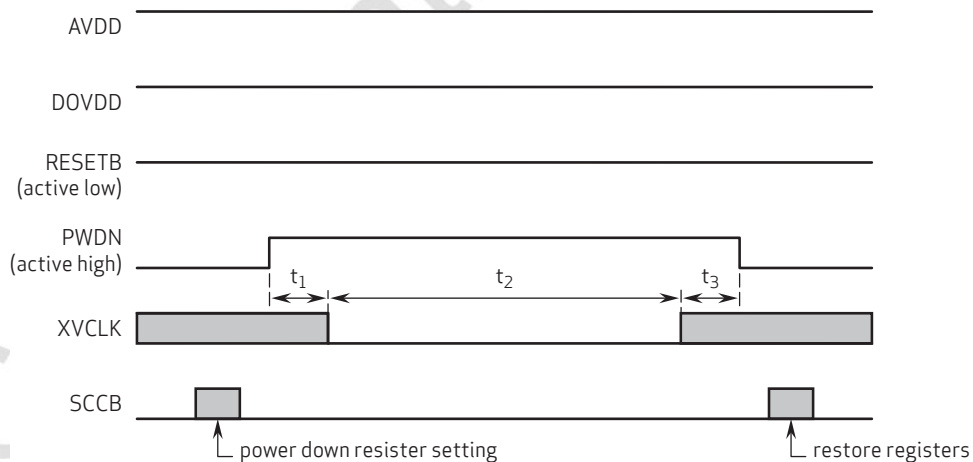 AVDD
DOVDD
RESETB
(active low)
PWDN
(active high)
t1
t2
t3
XVCLK
SCCB
power down resister setting
restore registers